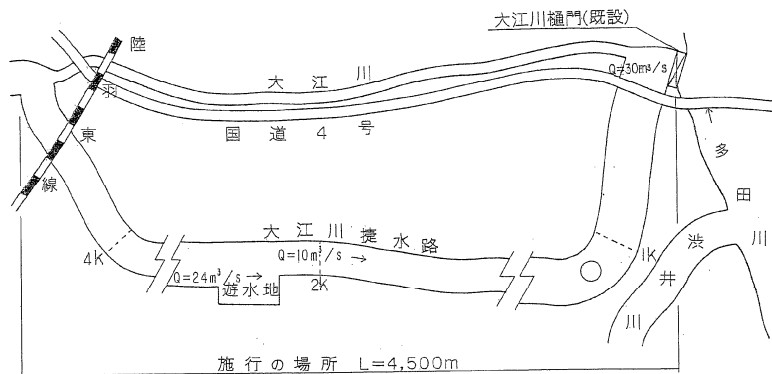 大江川樋門(既設)
陸羽東線
大江川
Q=30m³/s
国道4号
多田川
大江川捷水路
Q=10m³/s →
1K
渋井川
4K
Q=24m³/s →
遊水地
2K
施行の場所 L=4,500m